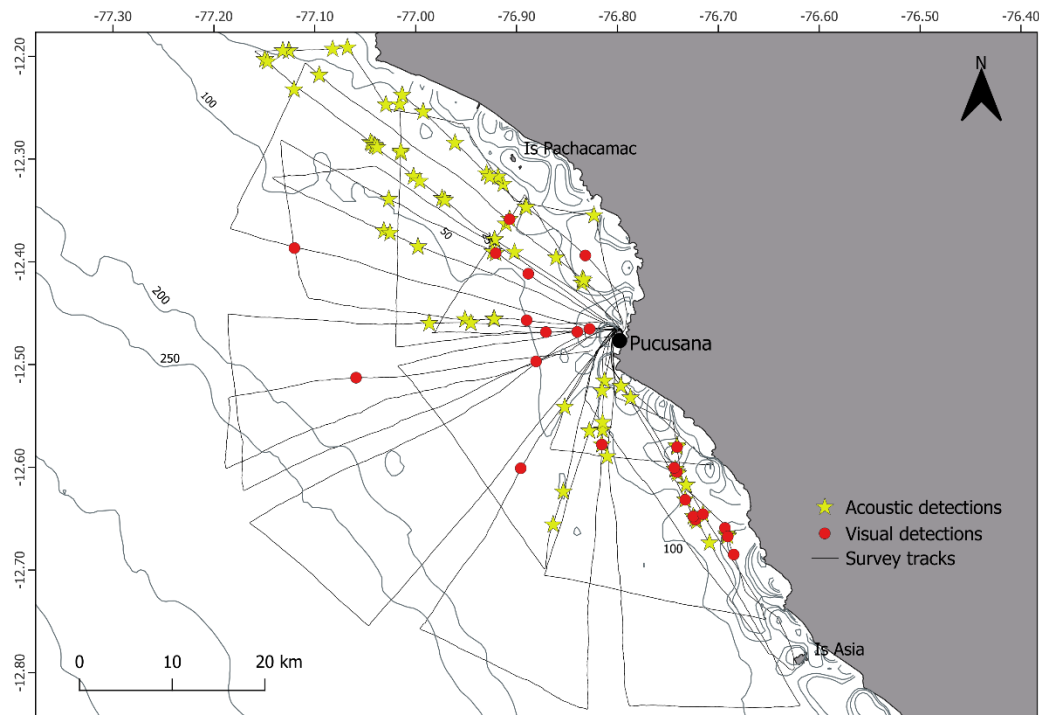 -77.30 -77.20 -77.10 -77.00 -76.90 -76.80 -76.70 -76.60 -76.50 -76.40
-12.20
-12.30
-12.40
-12.50
-12.60
-12.70
-12.80
100
N
Is Pachacamac
50
200
250
Pucusana
Acoustic detections
Visual detections
Survey tracks
100
Is Asia
0 10 20 km